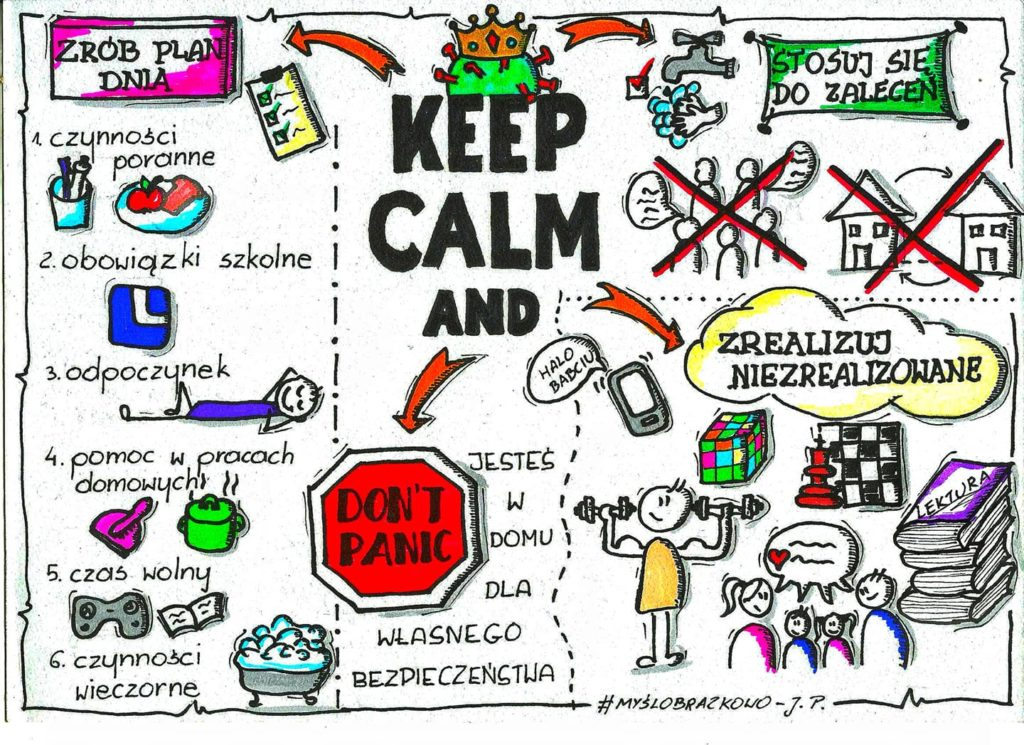 ZRÓB PLAN
DNIA
1. czynności
poranne
2. obowiązki szkolne
3. odpoczynek
4. pomoc w pracach
domowych
5. czas wolny
6. czynności
wieczorne
KEEP
CALM
AND
DON'T
PANIC
JESTEŚ
W
DOMU
DLA
WŁASNEGO
BEZPIECZEŃSTWA
STOSUJ SIĘ
DO ZALECEŃ
ZREALIZUJ
NIEZREALIZOWANE
HALO
BABCIU
LEKTURA
#MYŚLOBRAZKOWO - J. P.